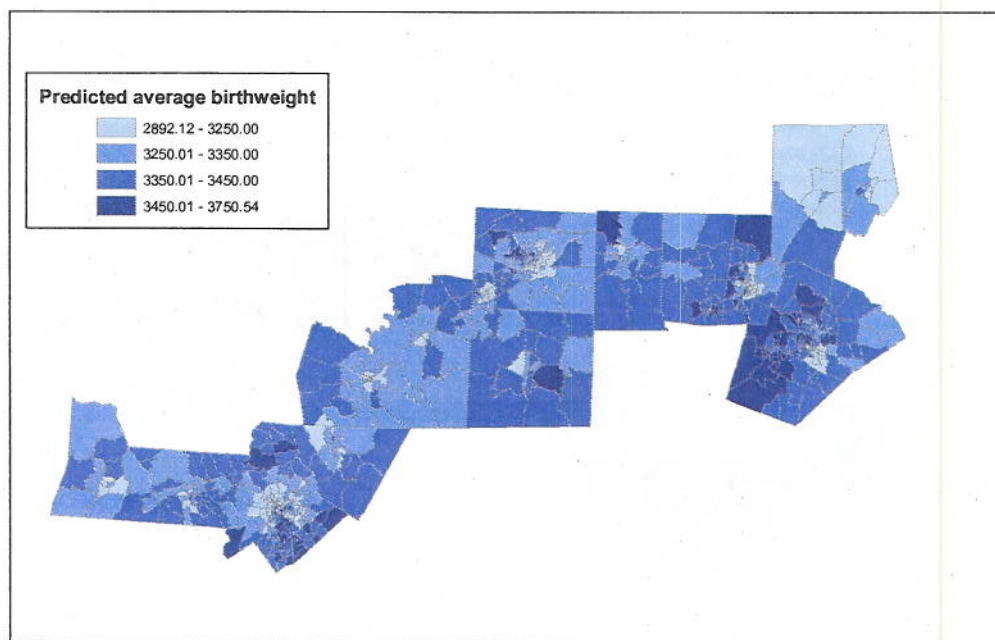 Predicted average birthweight
2892.12 - 3250.00
3250.01 - 3350.00
3350.01 - 3450.00
3450.01 - 3750.54